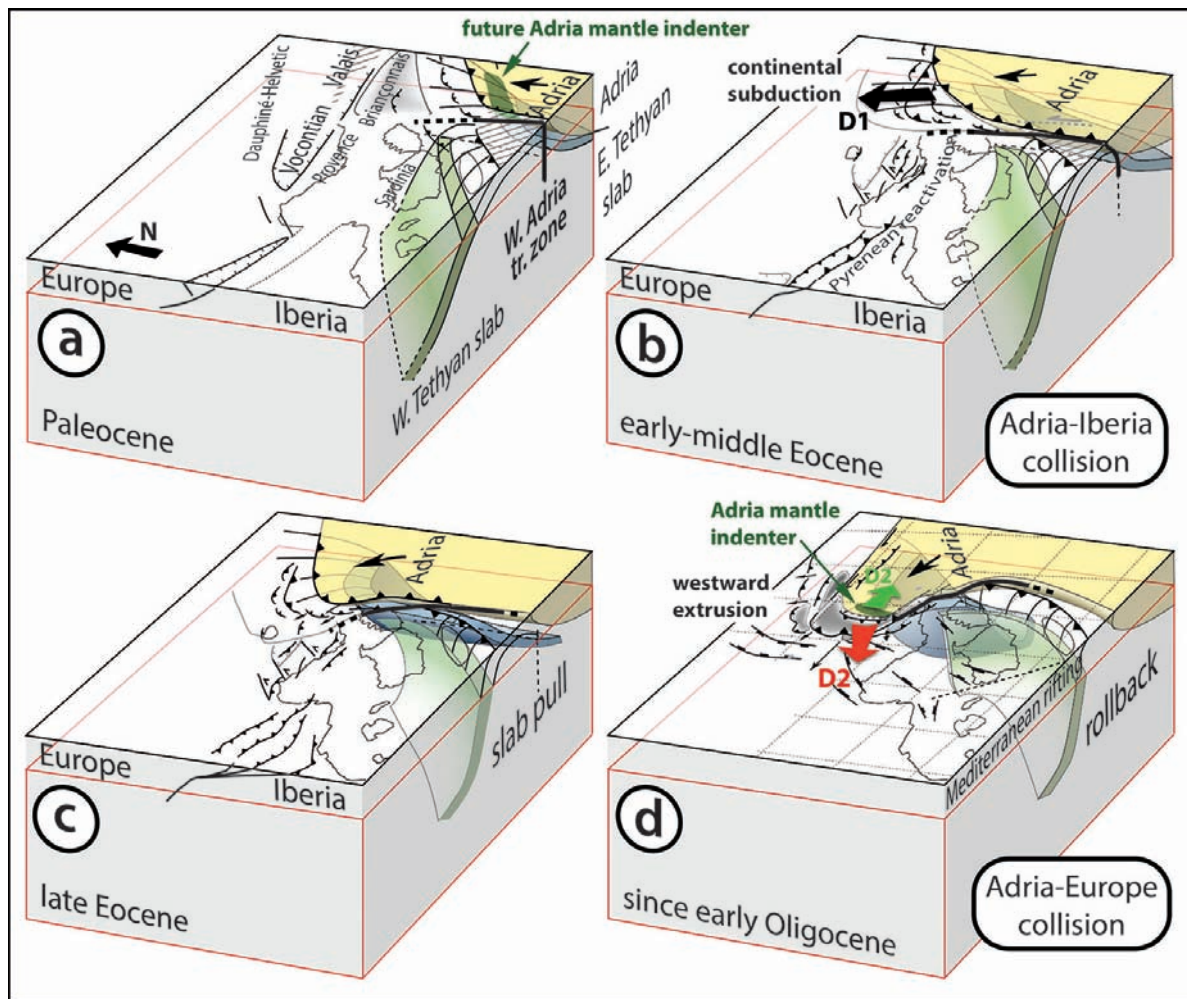 future Adria mantle indenter
Dauphiné-Helvetic
Vocontian
Valais
Provence
Briançonnais
Sardinia
Adria
Adria
E. Tethyan
slab
W. Adria
tr. zone
W. Tethyan slab
N
Europe
Iberia
a
Paleocene
continental
subduction
D1
Adria
Pyrenean reactivation
Europe
Iberia
b
early-middle Eocene
Adria-Iberia
collision
Adria
slab pull
Europe
Iberia
c
late Eocene
Adria mantle
indenter
westward
extrusion
D2
Adria
D2
Mediterranean rifting
rollback
d
since early Oligocene
Adria-Europe
collision